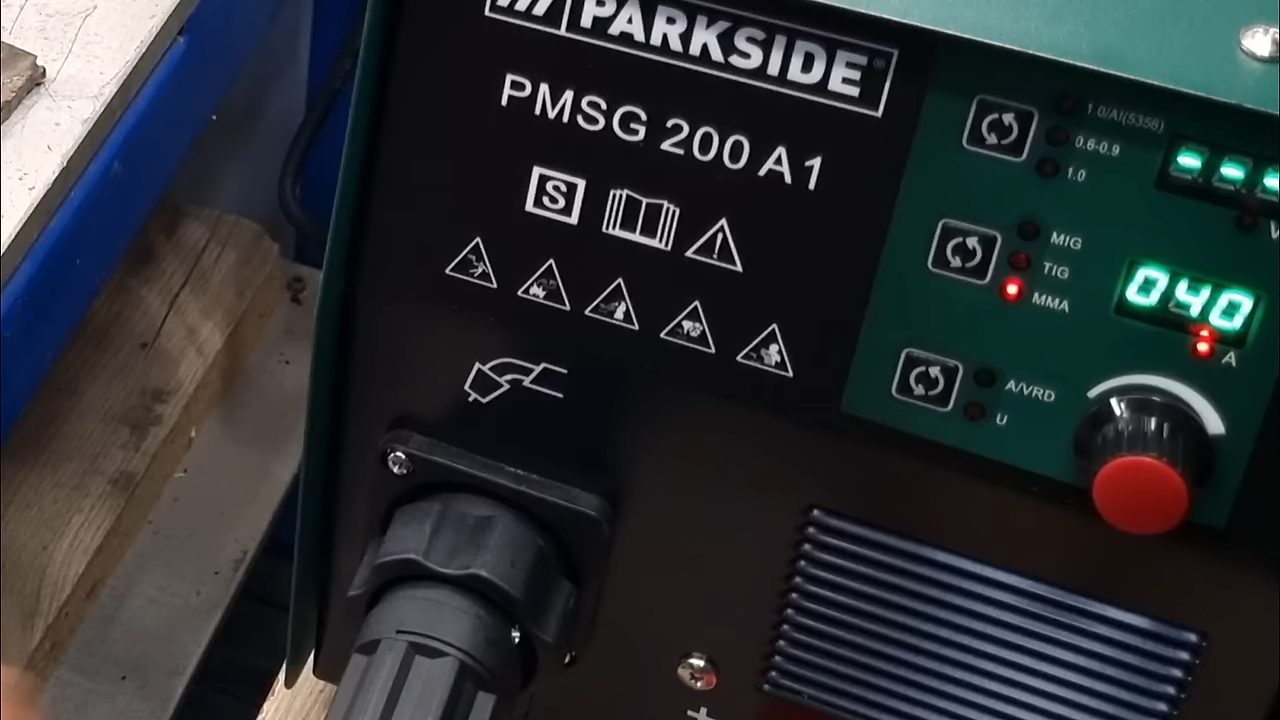 PARKSIDE®
PMSG 200 A1
S
1.0/Al(5356)
0.6-0.9
1.0
V
MIG
TIG
MMA
040
A
A/VRD
U
+